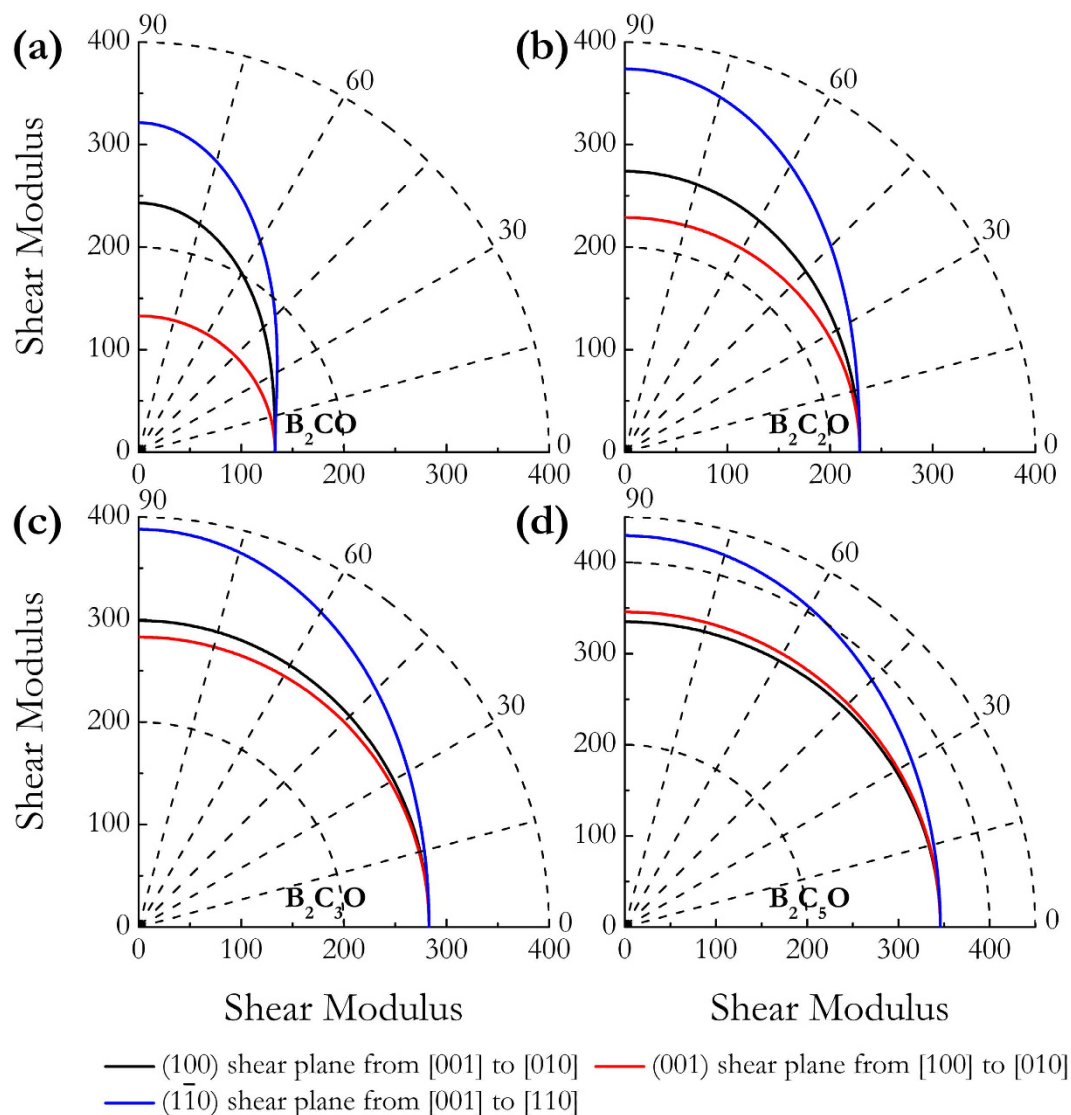 (a)
(b)
90
60
30
0
400
300
200
100
0
0 100 200 300 400
Shear Modulus
B₂CO
90
60
30
0
400
300
200
100
0
0 100 200 300 400
B₂C₂O
(c)
(d)
90
60
30
0
400
300
200
100
0
0 100 200 300 400
Shear Modulus
B₂C₃O
90
60
30
0
400
300
200
100
0
0 100 200 300 400
B₂C₅O
Shear Modulus Shear Modulus
(100) shear plane from [001] to [010] (001) shear plane from [100] to [010]
(11̅0) shear plane from [001] to [110]